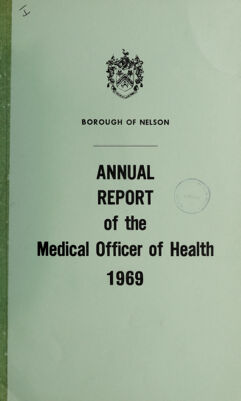 BOROUGH OF NELSON
ANNUAL
REPORT
of the
Medical Officer of Health
1969